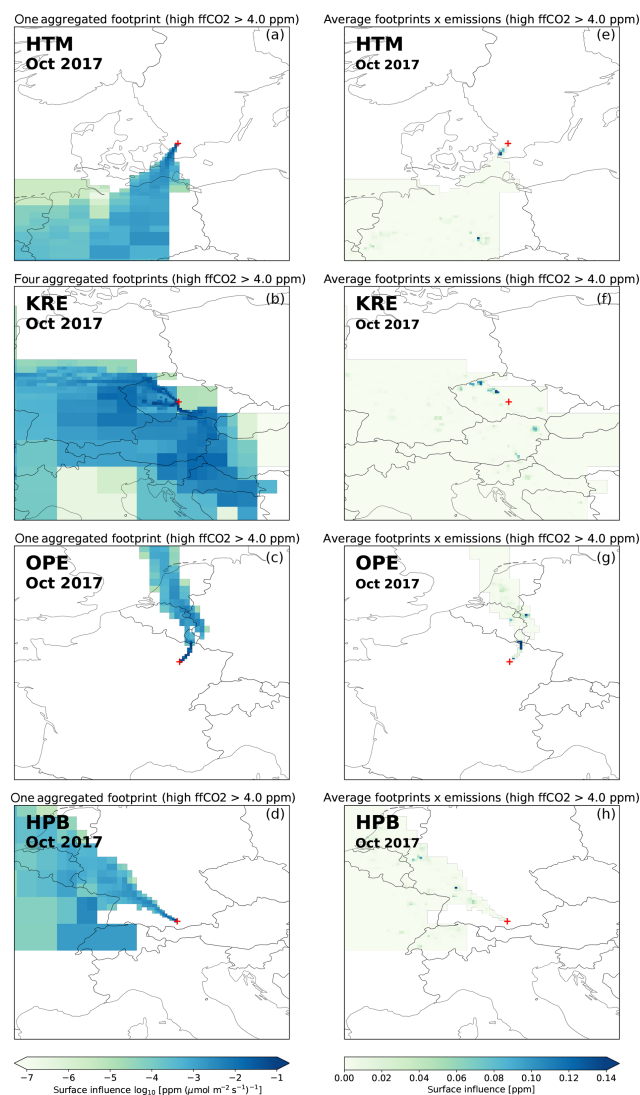 One aggregated footprint (high ffCO2 > 4.0 ppm)
HTM
Oct 2017
(a)
Average footprints x emissions (high ffCO2 > 4.0 ppm)
HTM
Oct 2017
(e)
Four aggregated footprints (high ffCO2 > 4.0 ppm)
KRE
Oct 2017
(b)
Average footprints x emissions (high ffCO2 > 4.0 ppm)
KRE
Oct 2017
(f)
One aggregated footprint (high ffCO2 > 4.0 ppm)
OPE
Oct 2017
(c)
Average footprints x emissions (high ffCO2 > 4.0 ppm)
OPE
Oct 2017
(g)
One aggregated footprint (high ffCO2 > 4.0 ppm)
HPB
Oct 2017
(d)
Average footprints x emissions (high ffCO2 > 4.0 ppm)
HPB
Oct 2017
(h)
−7 −6 −5 −4 −3 −2 −1
Surface influence log₁₀ [ppm (μmol m⁻² s⁻¹)⁻¹]
0.00 0.02 0.04 0.06 0.08 0.10 0.12 0.14
Surface influence [ppm]